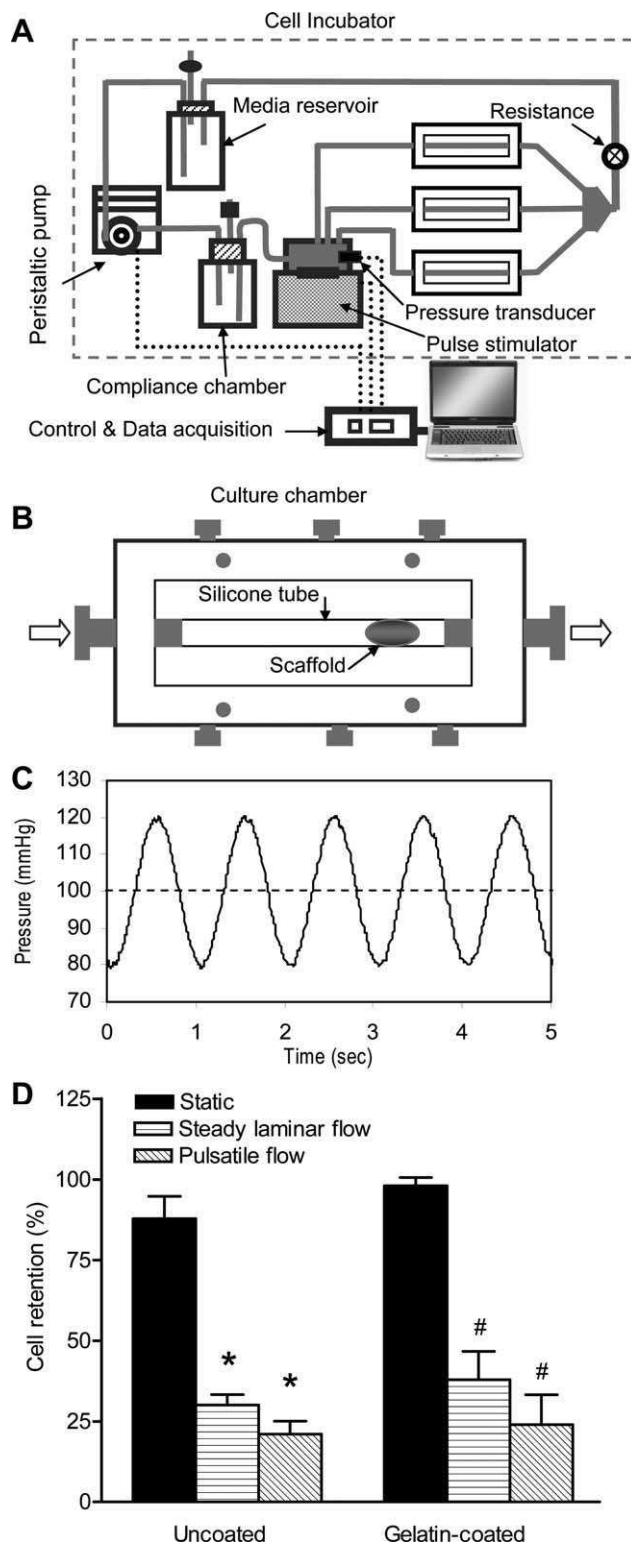 A
Cell Incubator
Media reservoir
Resistance
Peristaltic pump
Pressure transducer
Pulse stimulator
Compliance chamber
Control & Data acquisition
Culture chamber
B
Silicone tube
Scaffold
C
130
120
110
100
90
80
70
Pressure (mmHg)
0 1 2 3 4 5
Time (sec)
D
125
100
75
50
25
0
Cell retention (%)
Static
Steady laminar flow
Pulsatile flow
* * # #
Uncoated Gelatin-coated